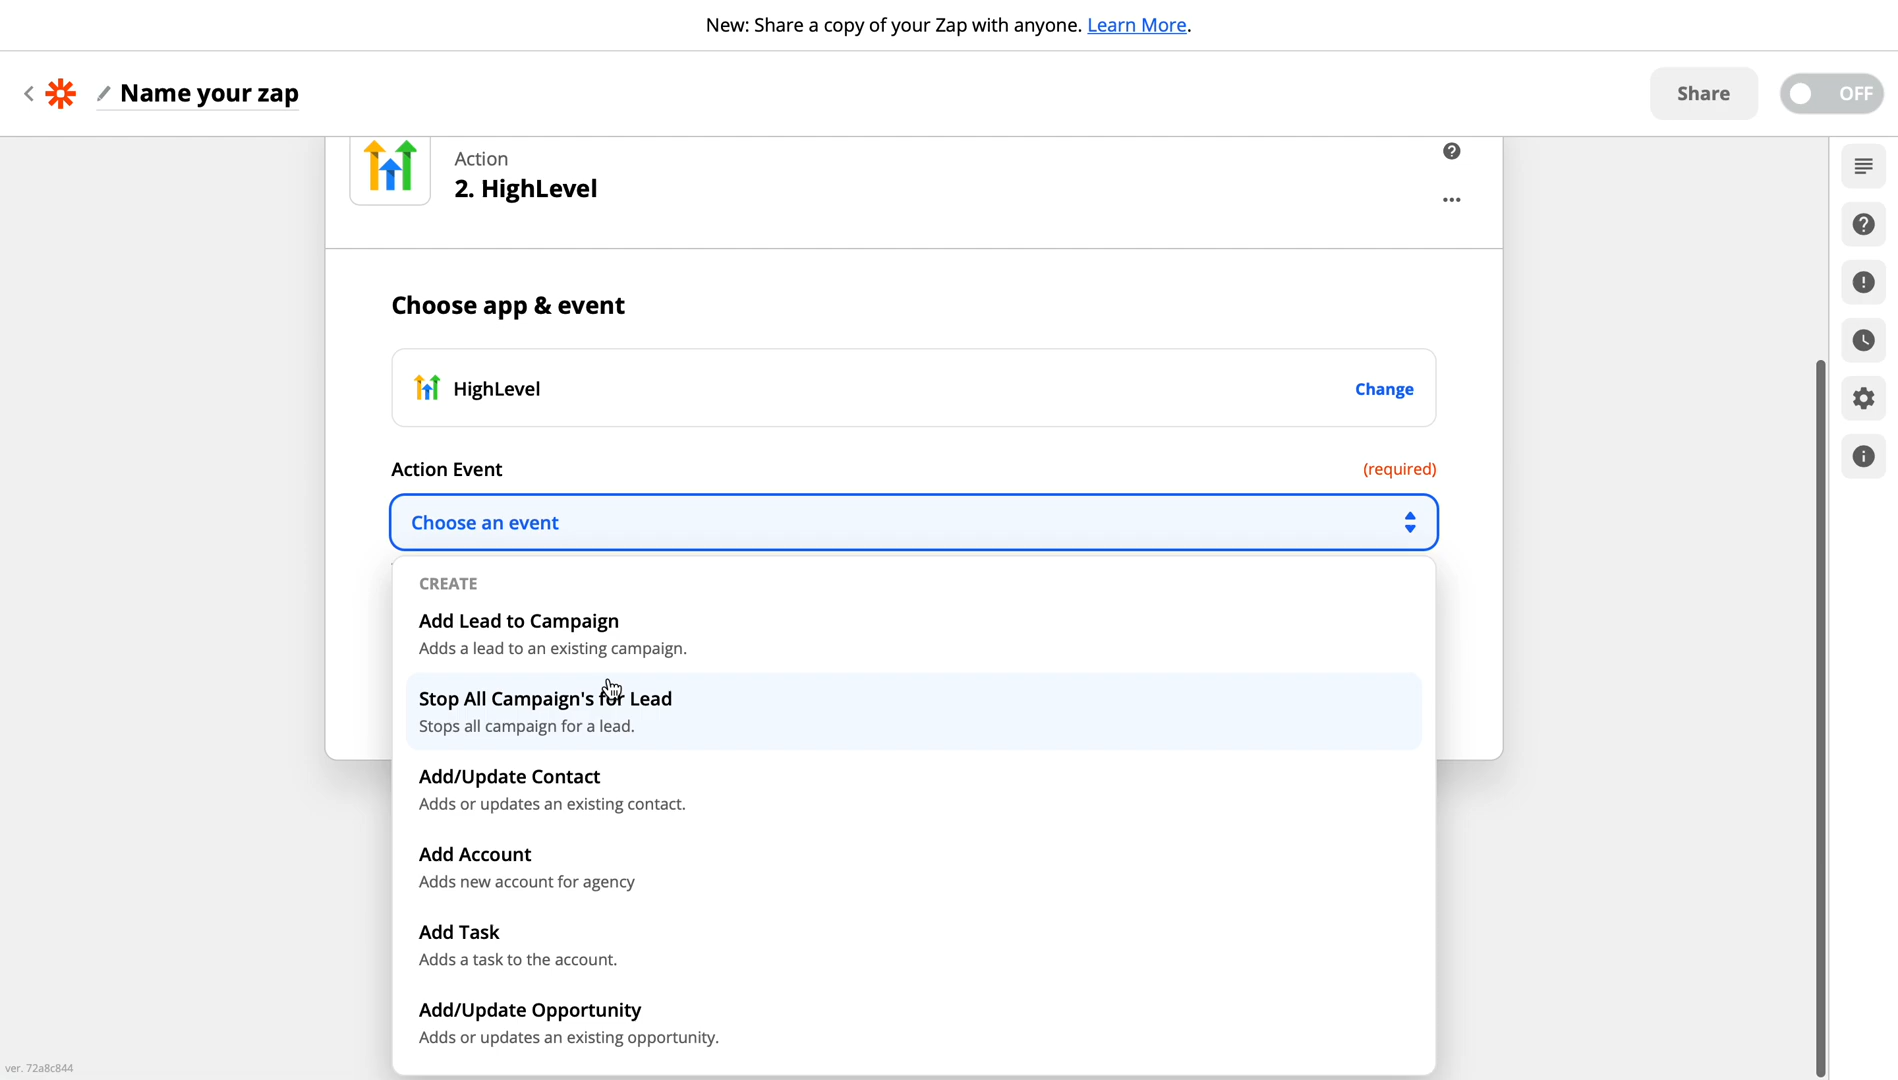 New: Share a copy of your Zap with anyone. Learn More.
Name your zap
Share
OFF
Action
2. HighLevel
Choose app & event
HighLevel
Change
Action Event
(required)
Choose an event
CREATE
Add Lead to Campaign
Adds a lead to an existing campaign.
Stop All Campaign's for Lead
Stops all campaign for a lead.
Add/Update Contact
Adds or updates an existing contact.
Add Account
Adds new account for agency
Add Task
Adds a task to the account.
Add/Update Opportunity
Adds or updates an existing opportunity.
ver. 72a8c844